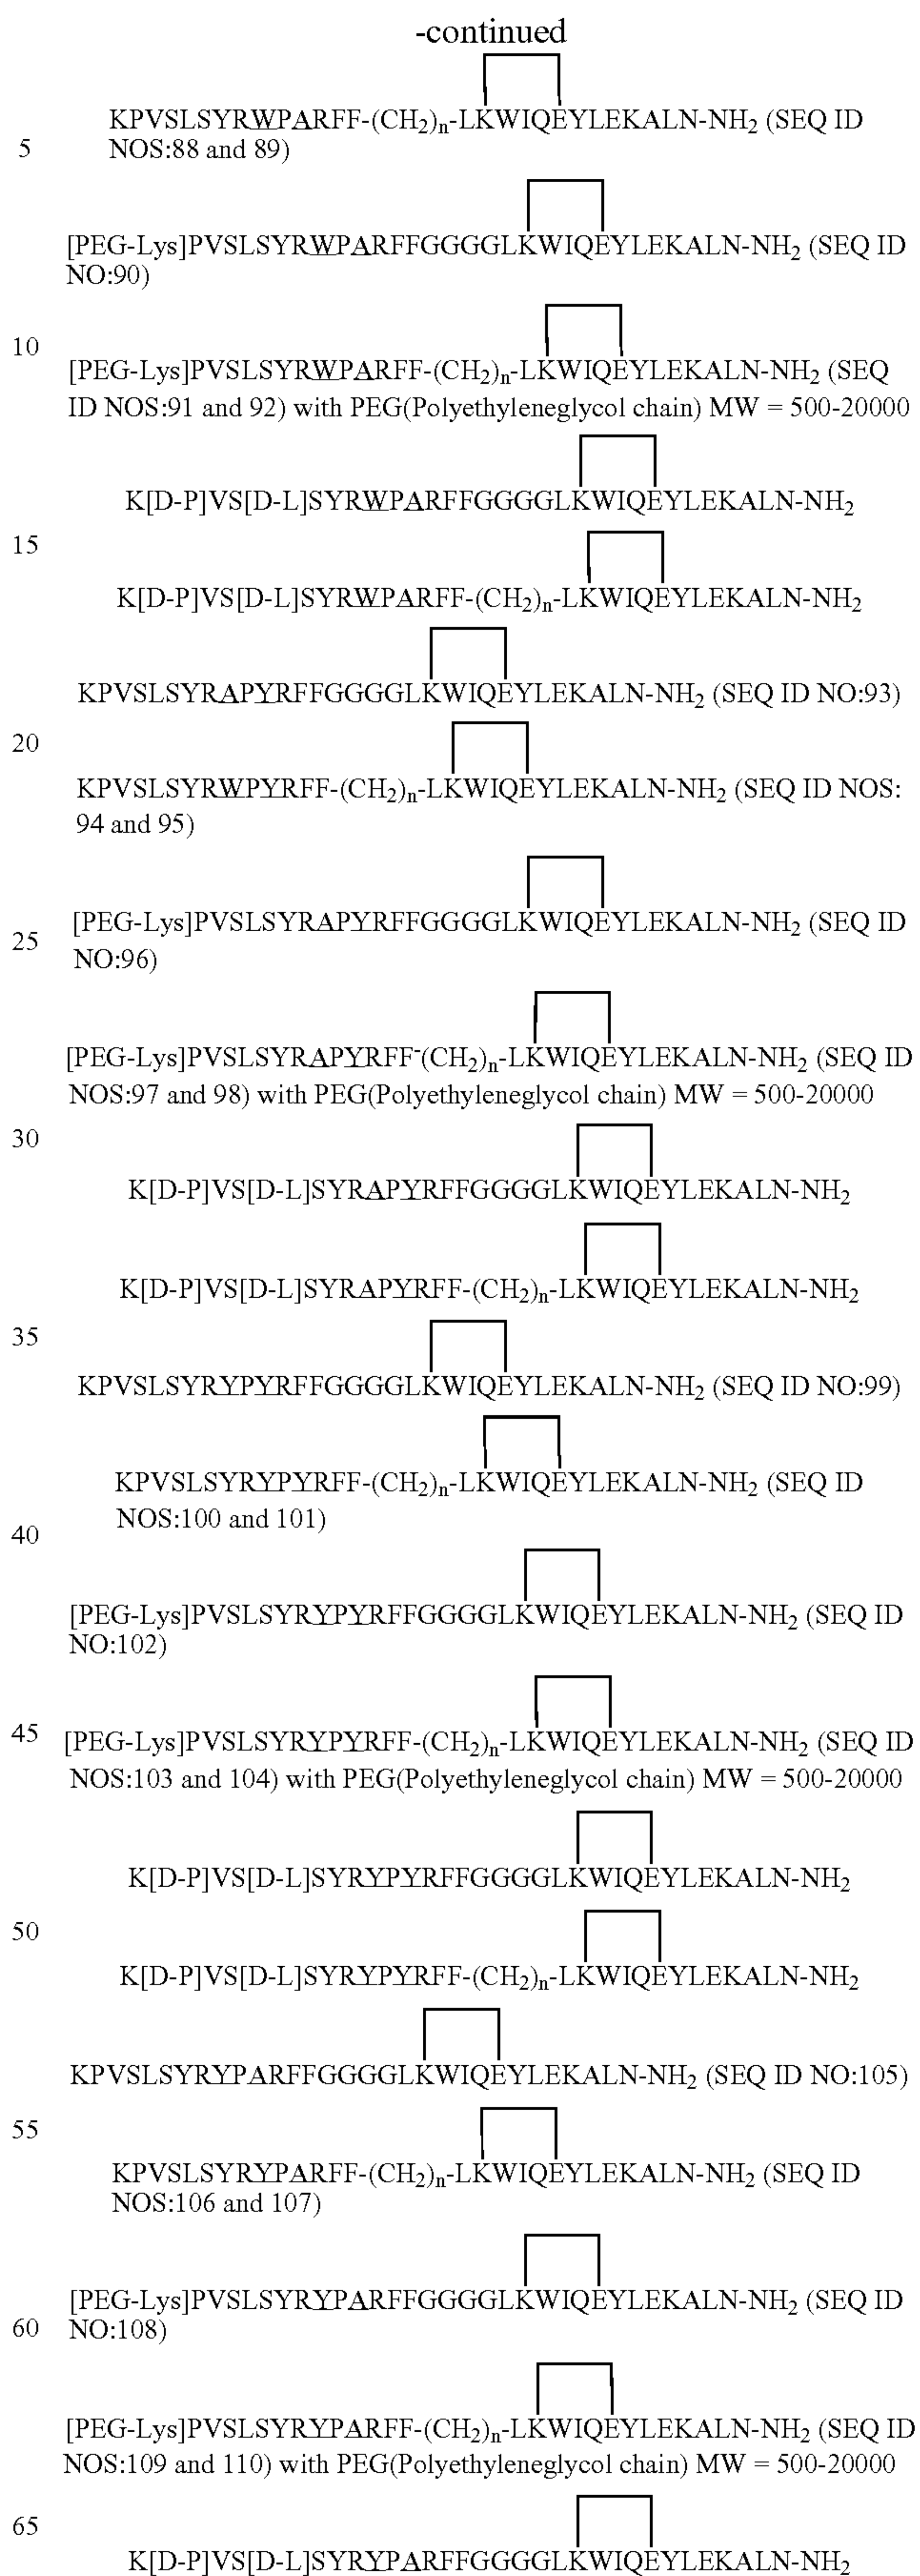 -continued
KPVSLSYRWPARFF-(CH2)n-LKWIQEYLEKALN-NH2 (SEQ ID
5
NOS:88 and 89)
[PEG-Lys]PVSLSYRWPARFFGGGGLKWIQEYLEKALN-NH2 (SEQ ID
NO:90)
10
[PEG-Lys]PVSLSYRWPARFF-(CH2)n-LKWIQEYLEKALN-NH2 (SEQ
ID NOS:91 and 92) with PEG(Polyethyleneglycol chain) MW = 500-20000
K[D-P]VS[D-L]SYRWPARFFGGGGLKWIQEYLEKALN-NH2
15
K[D-P]VS[D-L]SYRWPARFF-(CH2)n-LKWIQEYLEKALN-NH2
KPVSLSYRAPYRFFGGGGLKWIQEYLEKALN-NH2 (SEQ ID NO:93)
20
KPVSLSYRWPYRFF-(CH2)n-LKWIQEYLEKALN-NH2 (SEQ ID NOS:
94 and 95)
[PEG-Lys]PVSLSYRAPYRFFGGGGLKWIQEYLEKALN-NH2 (SEQ ID
25
NO:96)
[PEG-Lys]PVSLSYRAPYRFF-(CH2)n-LKWIQEYLEKALN-NH2 (SEQ ID
NOS:97 and 98) with PEG(Polyethyleneglycol chain) MW = 500-20000
30
K[D-P]VS[D-L]SYRAPYRFFGGGGLKWIQEYLEKALN-NH2
K[D-P]VS[D-L]SYRAPYRFF-(CH2)n-LKWIQEYLEKALN-NH2
35
KPVSLSYRYPYRFFGGGGLKWIQEYLEKALN-NH2 (SEQ ID NO:99)
KPVSLSYRYPYRFF-(CH2)n-LKWIQEYLEKALN-NH2 (SEQ ID
NOS:100 and 101)
40
[PEG-Lys]PVSLSYRYPYRFFGGGGLKWIQEYLEKALN-NH2 (SEQ ID
NO:102)
45
[PEG-Lys]PVSLSYRYPYRFF-(CH2)n-LKWIQEYLEKALN-NH2 (SEQ ID
NOS:103 and 104) with PEG(Polyethyleneglycol chain) MW = 500-20000
K[D-P]VS[D-L]SYRYPYRFFGGGGLKWIQEYLEKALN-NH2
50
K[D-P]VS[D-L]SYRYPYRFF-(CH2)n-LKWIQEYLEKALN-NH2
KPVSLSYRYPARFFGGGGLKWIQEYLEKALN-NH2 (SEQ ID NO:105)
55
KPVSLSYRYPARFF-(CH2)n-LKWIQEYLEKALN-NH2 (SEQ ID
NOS:106 and 107)
[PEG-Lys]PVSLSYRYPARFFGGGGLKWIQEYLEKALN-NH2 (SEQ ID
60
NO:108)
[PEG-Lys]PVSLSYRYPARFF-(CH2)n-LKWIQEYLEKALN-NH2 (SEQ ID
NOS:109 and 110) with PEG(Polyethyleneglycol chain) MW = 500-20000
65
K[D-P]VS[D-L]SYRYPARFFGGGGLKWIQEYLEKALN-NH2